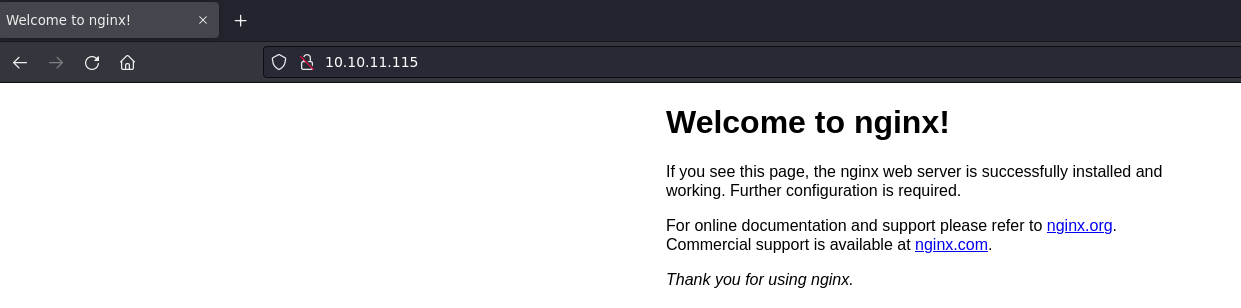 Welcome to nginx!
10.10.11.115
Welcome to nginx!
If you see this page, the nginx web server is successfully installed and
working. Further configuration is required.
For online documentation and support please refer to nginx.org.
Commercial support is available at nginx.com.
Thank you for using nginx.